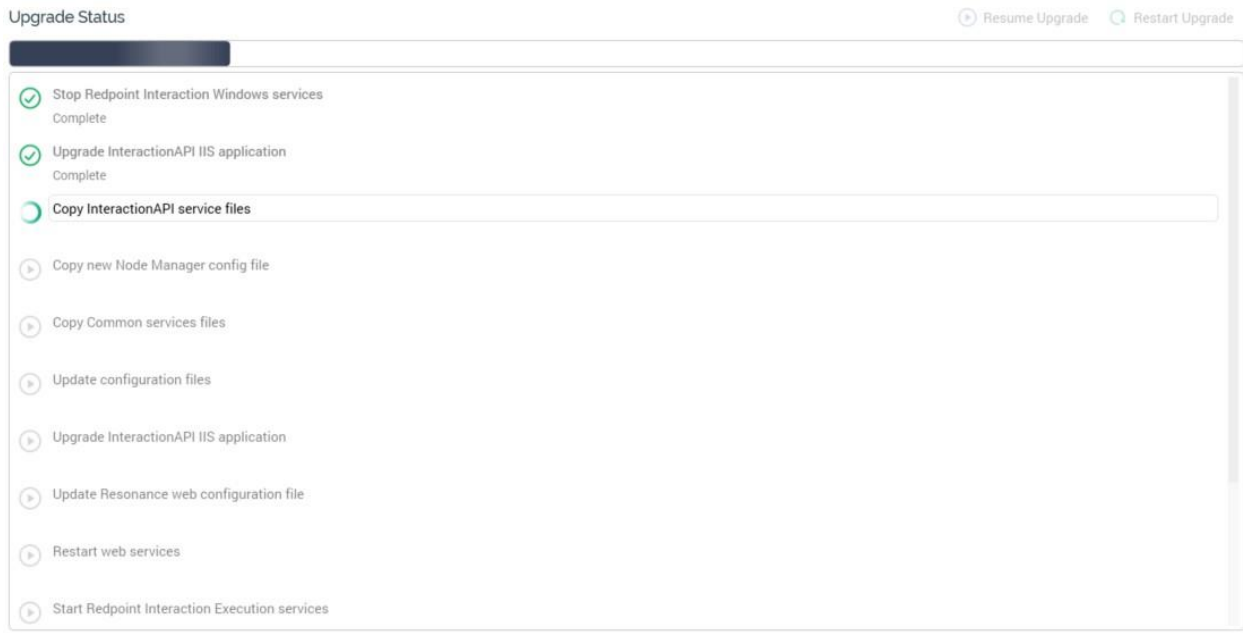 Upgrade Status
Resume Upgrade
Restart Upgrade
Stop Redpoint Interaction Windows services
Complete
Upgrade InteractionAPI IIS application
Complete
Copy InteractionAPI service files
Copy new Node Manager config file
Copy Common services files
Update configuration files
Upgrade InteractionAPI IIS application
Update Resonance web configuration file
Restart web services
Start Redpoint Interaction Execution services